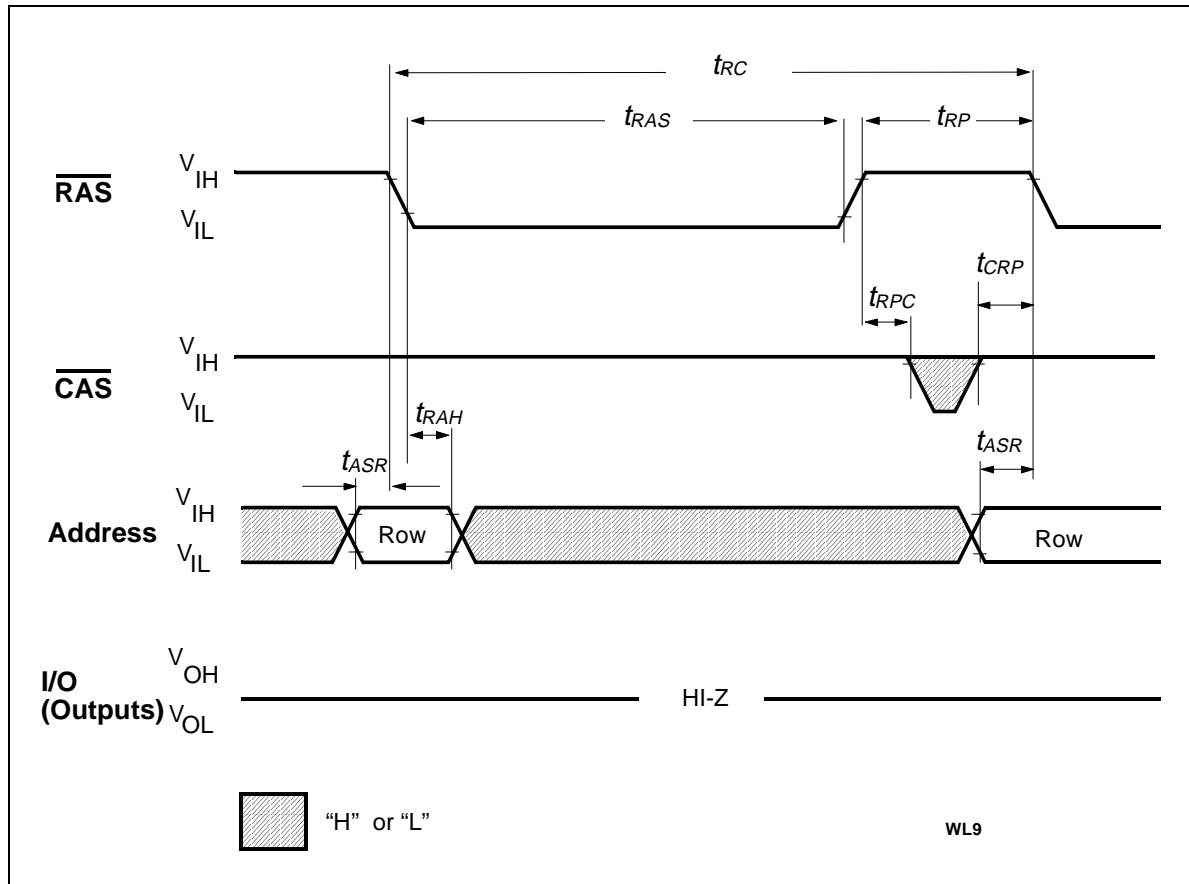 tRC
tRAS
tRP
RAS
VIH
VIL
tCRP
tRPC
CAS
VIH
VIL
tRAH
tASR
tASR
Address
VIH
VIL
Row
Row
I/O
(Outputs)
VOH
VOL
HI-Z
“H” or “L”
WL9